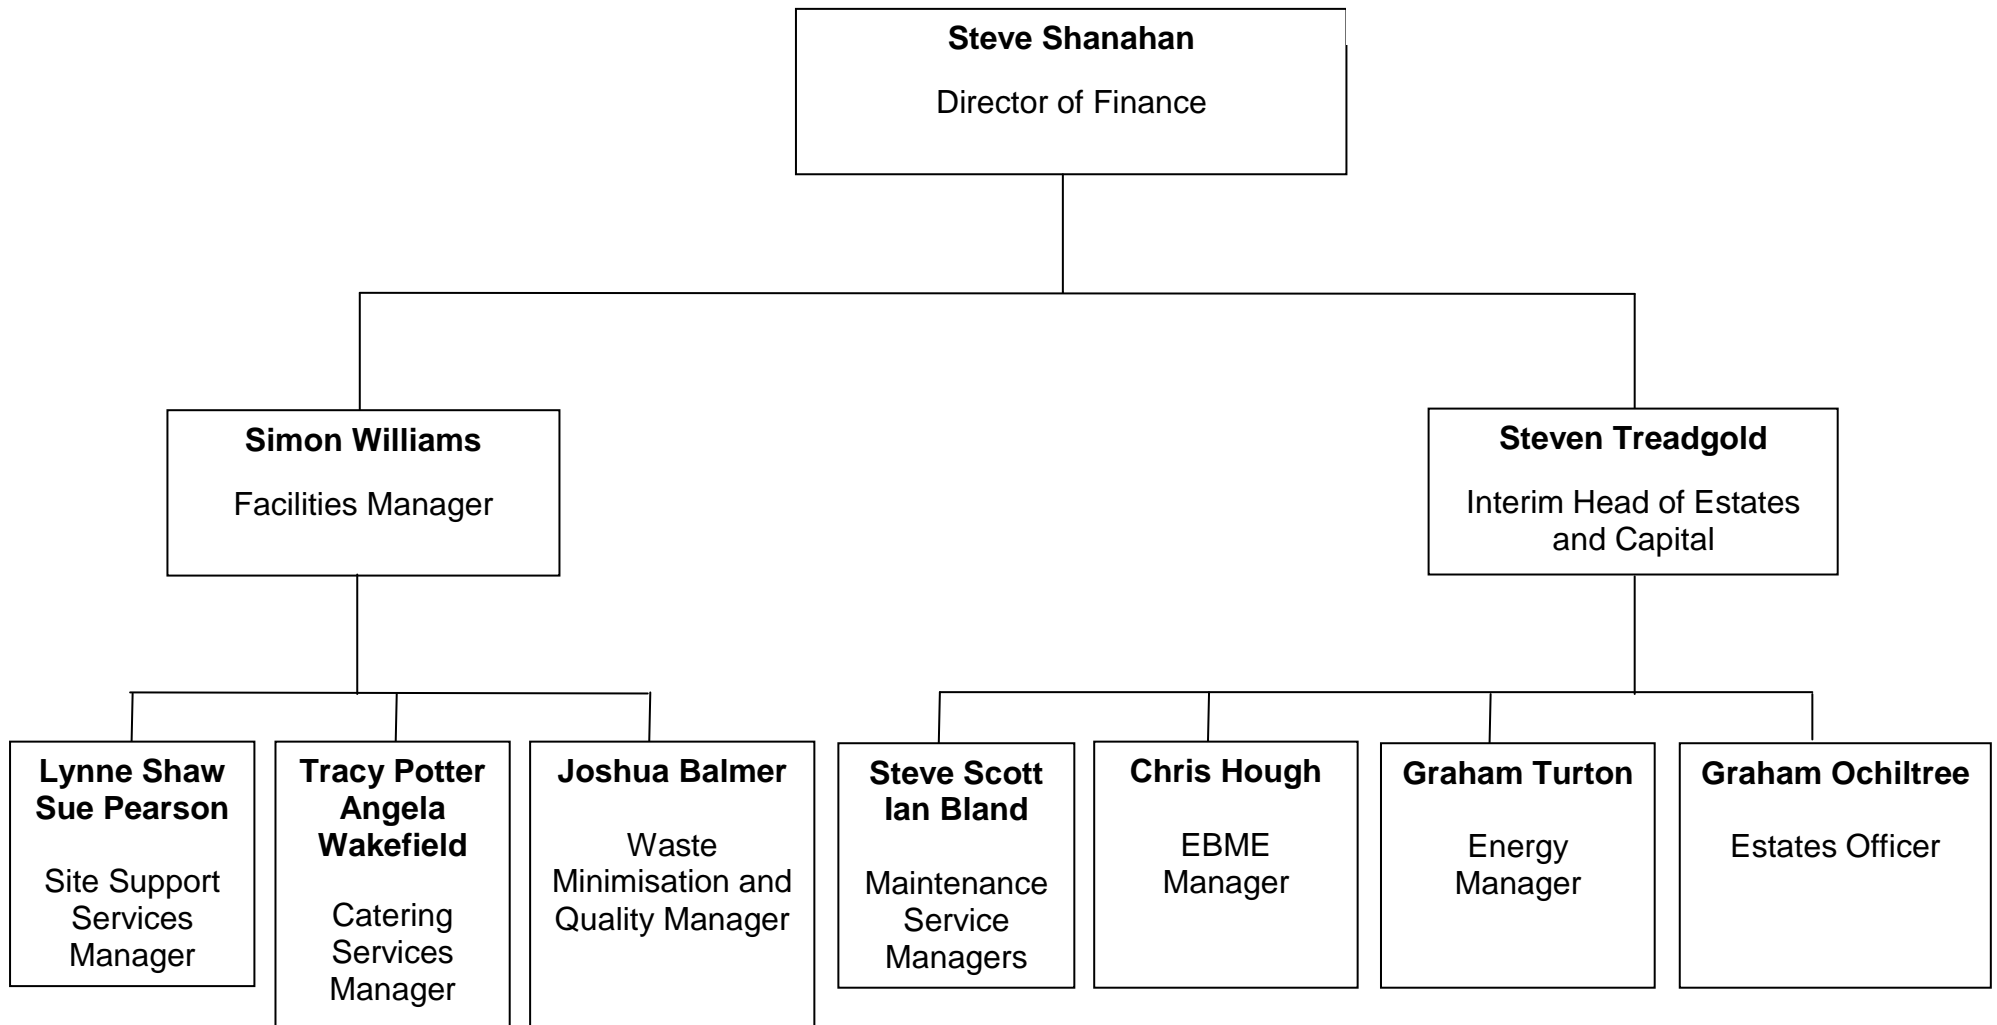 Steve Shanahan
Director of Finance
Simon Williams
Facilities Manager
Steven Treadgold
Interim Head of Estates
and Capital
Lynne Shaw
Sue Pearson
Site Support
Services
Manager
Tracy Potter
Angela
Wakefield
Catering
Services
Manager
Joshua Balmer
Waste
Minimisation and
Quality Manager
Steve Scott
Ian Bland
Maintenance
Service
Managers
Chris Hough
EBME
Manager
Graham Turton
Energy
Manager
Graham Ochiltree
Estates Officer